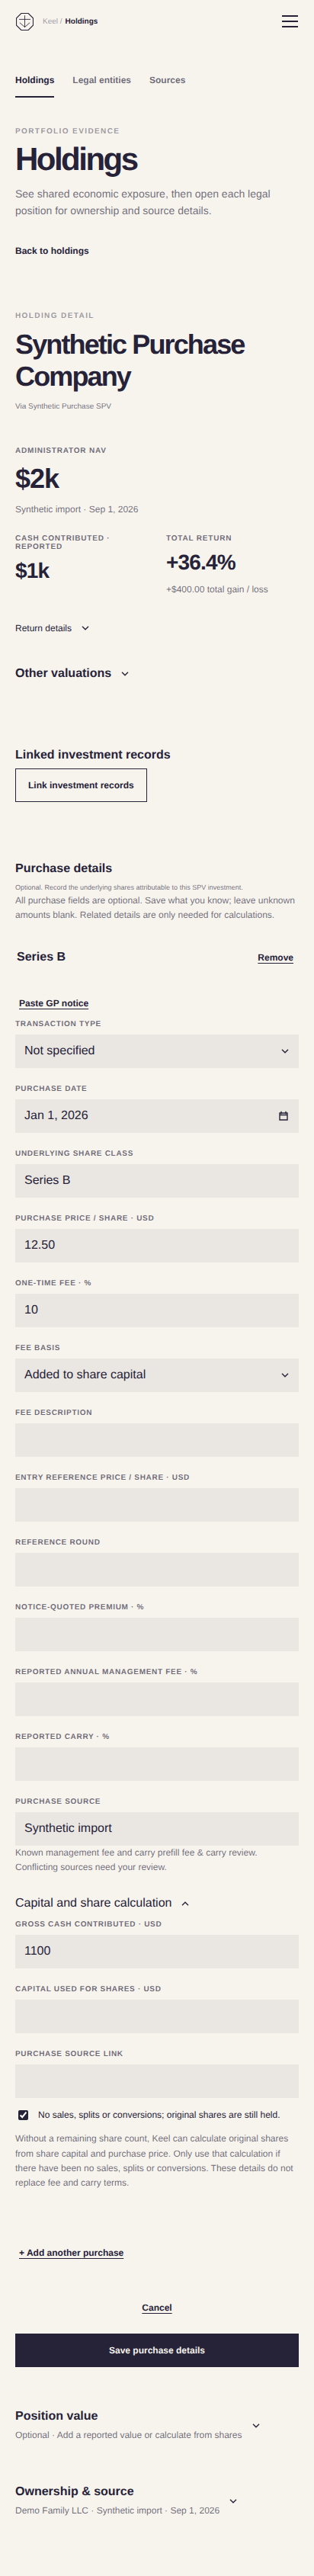 Keel / Holdings
Holdings Legal entities Sources
PORTFOLIO EVIDENCE
Holdings
See shared economic exposure, then open each legal
position for ownership and source details.
Back to holdings
HOLDING DETAIL
Synthetic Purchase
Company
Via Synthetic Purchase SPV
ADMINISTRATOR NAV
$2k
Synthetic import · Sep 1, 2026
CASH CONTRIBUTED ·
REPORTED
$1k
TOTAL RETURN
+36.4%
+$400.00 total gain / loss
Return details
Other valuations
Linked investment records
Link investment records
Purchase details
Optional. Record the underlying shares attributable to this SPV investment.
All purchase fields are optional. Save what you know; leave unknown
amounts blank. Related details are only needed for calculations.
Series B Remove
Paste GP notice
TRANSACTION TYPE
Not specified
PURCHASE DATE
Jan 1, 2026
UNDERLYING SHARE CLASS
Series B
PURCHASE PRICE / SHARE · USD
12.50
ONE-TIME FEE · %
10
FEE BASIS
Added to share capital
FEE DESCRIPTION
ENTRY REFERENCE PRICE / SHARE · USD
REFERENCE ROUND
NOTICE-QUOTED PREMIUM · %
REPORTED ANNUAL MANAGEMENT FEE · %
REPORTED CARRY · %
PURCHASE SOURCE
Synthetic import
Known management fee and carry prefill fee & carry review.
Conflicting sources need your review.
Capital and share calculation
GROSS CASH CONTRIBUTED · USD
1100
CAPITAL USED FOR SHARES · USD
PURCHASE SOURCE LINK
No sales, splits or conversions; original shares are still held.
Without a remaining share count, Keel can calculate original shares
from share capital and purchase price. Only use that calculation if
there have been no sales, splits or conversions. These details do not
replace fee and carry terms.
+ Add another purchase
Cancel
Save purchase details
Position value
Optional · Add a reported value or calculate from shares
Ownership & source
Demo Family LLC · Synthetic import · Sep 1, 2026